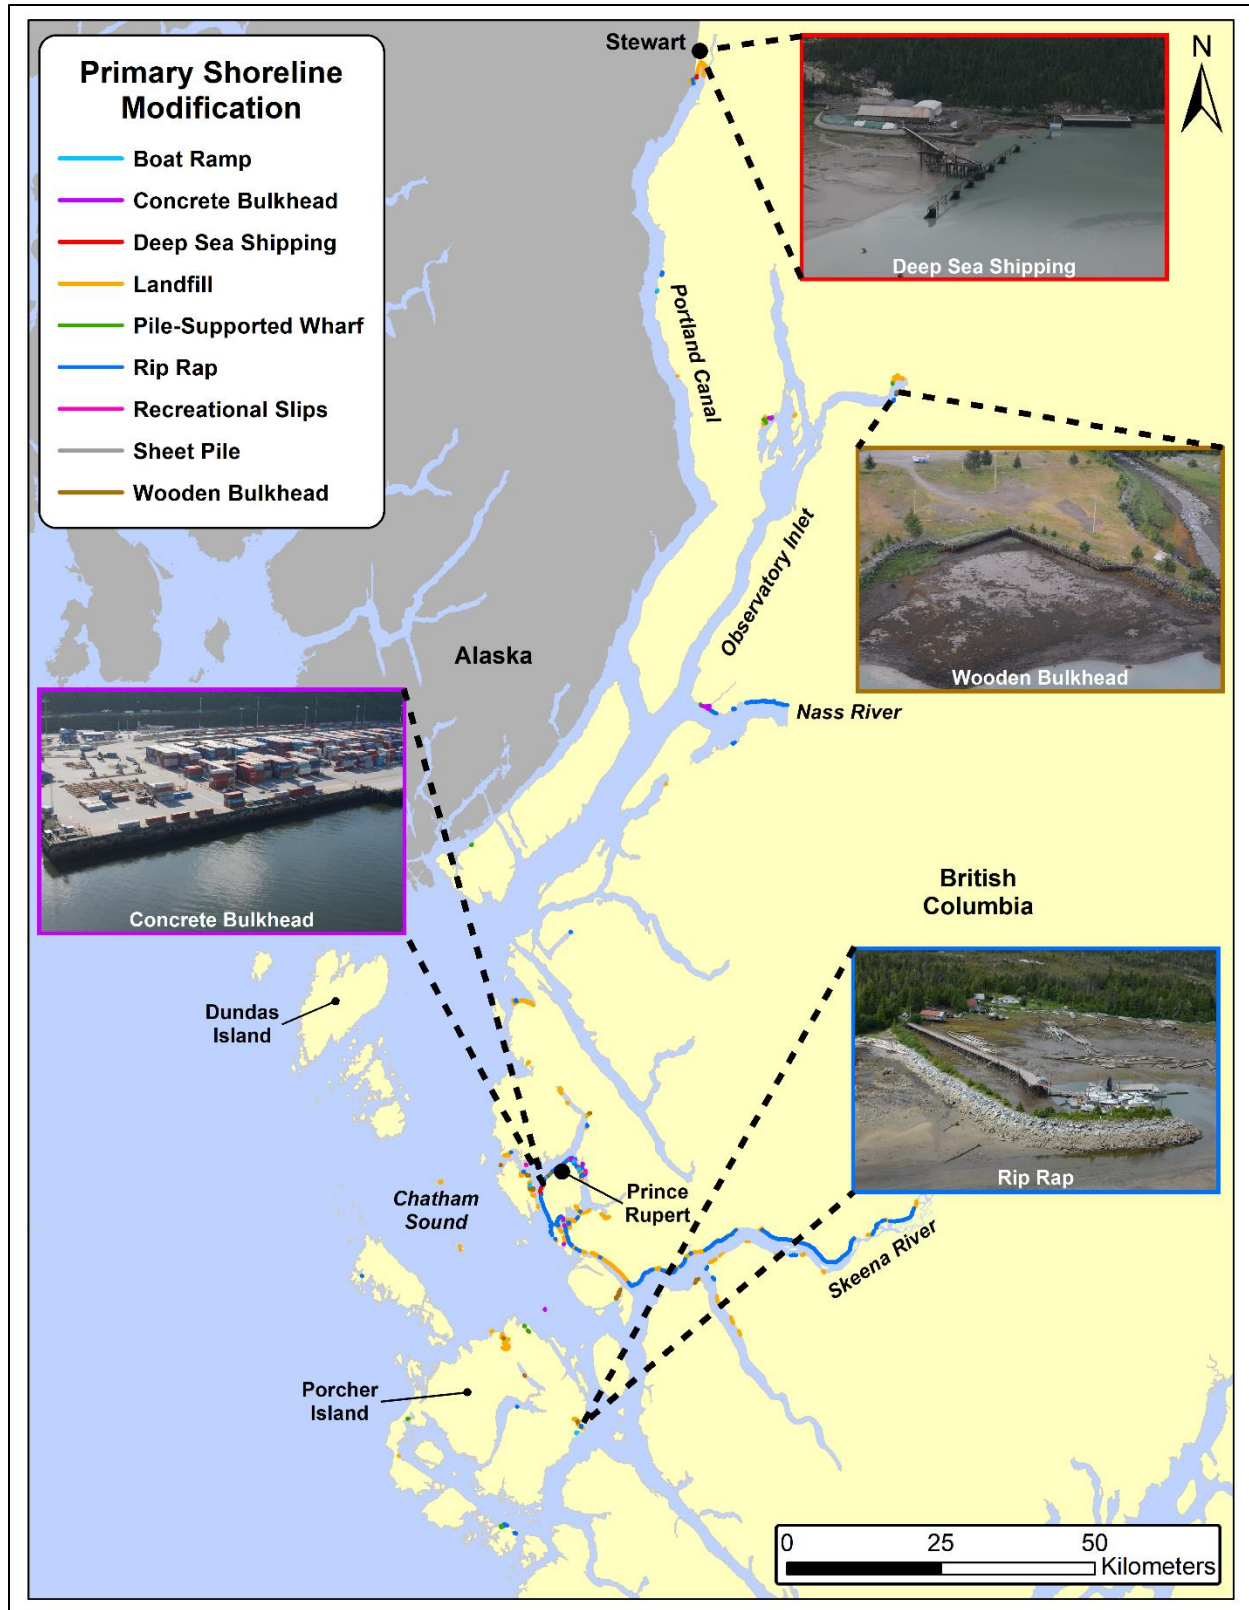 Primary Shoreline
Modification
Boat Ramp
Concrete Bulkhead
Deep Sea Shipping
Landfill
Pile-Supported Wharf
Rip Rap
Recreational Slips
Sheet Pile
Wooden Bulkhead
Stewart
N
Deep Sea Shipping
Portland Canal
Observatory Inlet
Wooden Bulkhead
Alaska
Nass River
Concrete Bulkhead
British
Columbia
Dundas
Island
Rip Rap
Chatham
Sound
Prince
Rupert
Skeena River
Porcher
Island
0 25 50
Kilometers